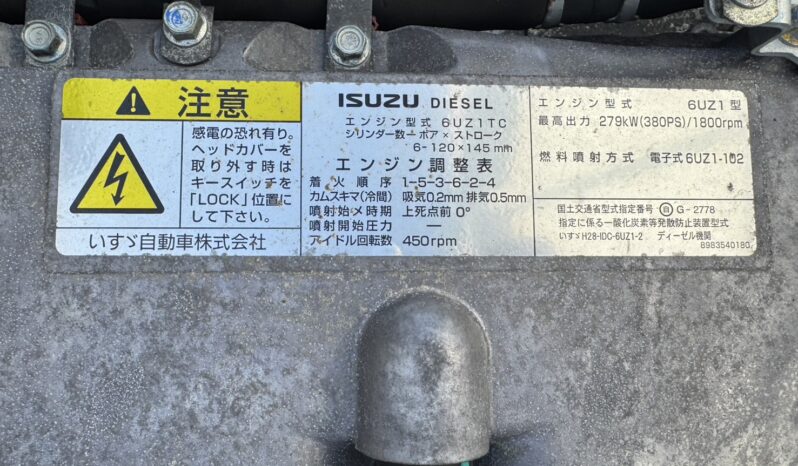 注意
感電の恐れ有り。
ヘッドカバーを
取り外す時は
キースイッチを
「LOCK」位置に
して下さい。
いすゞ自動車株式会社
ISUZU DIESEL
エンジン型式 6UZ1TC
シリンダー数−ボア×ストローク
6-120×145mm
エンジン調整表
着火順序 1-5-3-6-2-4
カムスキマ(冷間) 吸気0.2mm 排気0.5mm
噴射始メ時期 上死点前 0°
噴射開始圧力 —
アイドル回転数 450rpm
エンジン型式 6UZ1型
最高出力 279kW(380PS)/1800rpm
燃料噴射方式 電子式6UZ1-102
国土交通省型式指定番号 自 G-2778
指定に係る一酸化炭素等発散防止装置型式
いすゞH28-IDC-6UZ1-2 ディーゼル機関
8983540180